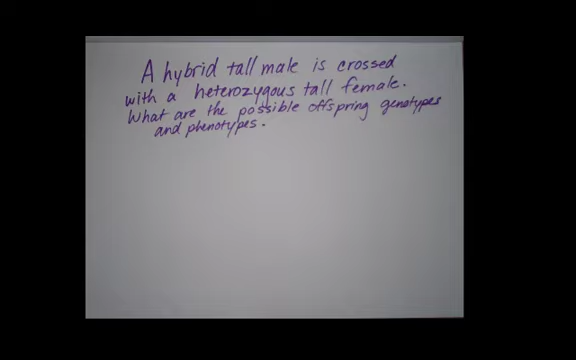 A hybrid tall male is crossed
with a heterozygous tall female.
What are the possible offspring genotypes
and phenotypes.